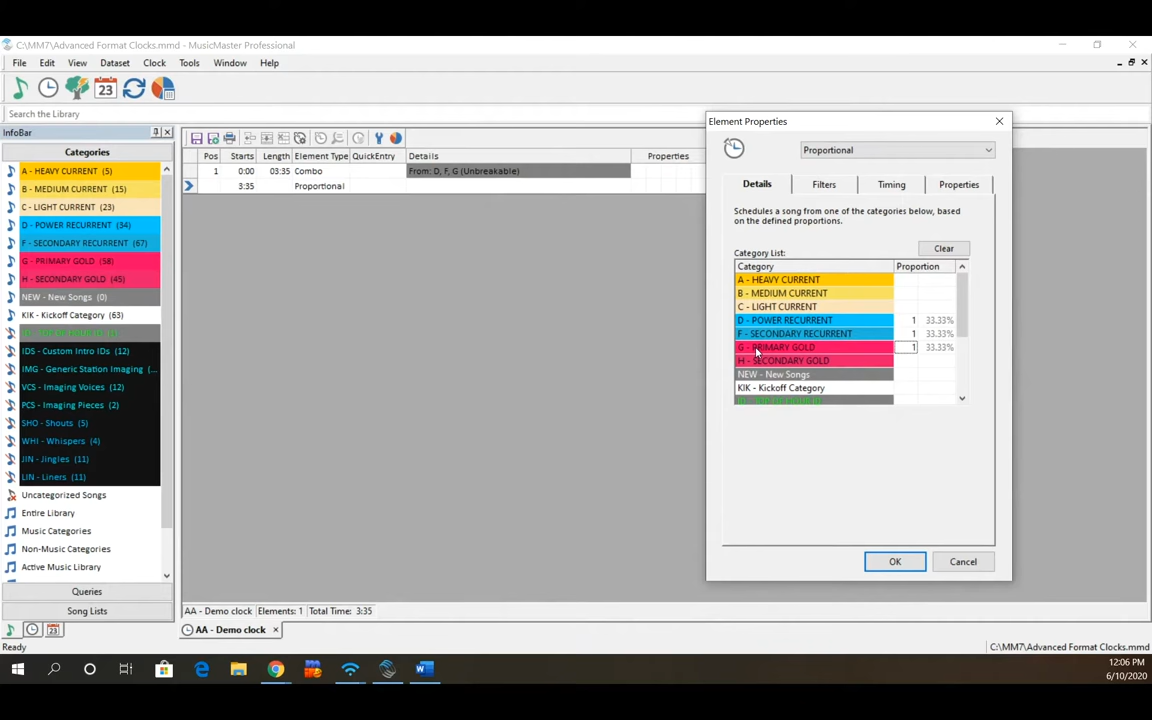 C:\MM7\Advanced Format Clocks.mmd - MusicMaster Professional
File Edit View Dataset Clock Tools Window Help
23
Search the Library
InfoBar
Categories
A - HEAVY CURRENT (5)
B - MEDIUM CURRENT (15)
C - LIGHT CURRENT (23)
D - POWER RECURRENT (34)
F - SECONDARY RECURRENT (67)
G - PRIMARY GOLD (58)
H - SECONDARY GOLD (45)
NEW - New Songs (0)
KIK - Kickoff Category (63)
IDS - Custom Intro IDs (12)
IMG - Generic Station Imaging (...
VCS - Imaging Voices (12)
PCS - Imaging Pieces (2)
SHO - Shouts (5)
WHI - Whispers (4)
JIN - Jingles (11)
LIN - Liners (11)
Uncategorized Songs
Entire Library
Music Categories
Non-Music Categories
Active Music Library
Queries
Song Lists
Pos Starts Length Element Type QuickEntry Details Properties
1 0:00 03:35 Combo From: D, F, G (Unbreakable)
3:35 Proportional
AA - Demo clock Elements: 1 Total Time: 3:35
AA - Demo clock
Element Properties
Proportional
Details Filters Timing Properties
Schedules a song from one of the categories below, based
on the defined proportions.
Category List: Clear
Category Proportion
A - HEAVY CURRENT
B - MEDIUM CURRENT
C - LIGHT CURRENT
D - POWER RECURRENT 1 33.33%
F - SECONDARY RECURRENT 1 33.33%
G - PRIMARY GOLD 1 33.33%
H - SECONDARY GOLD
NEW - New Songs
KIK - Kickoff Category
OK Cancel
Ready C:\MM7\Advanced Format Clocks.mmd
12:06 PM
6/10/2020